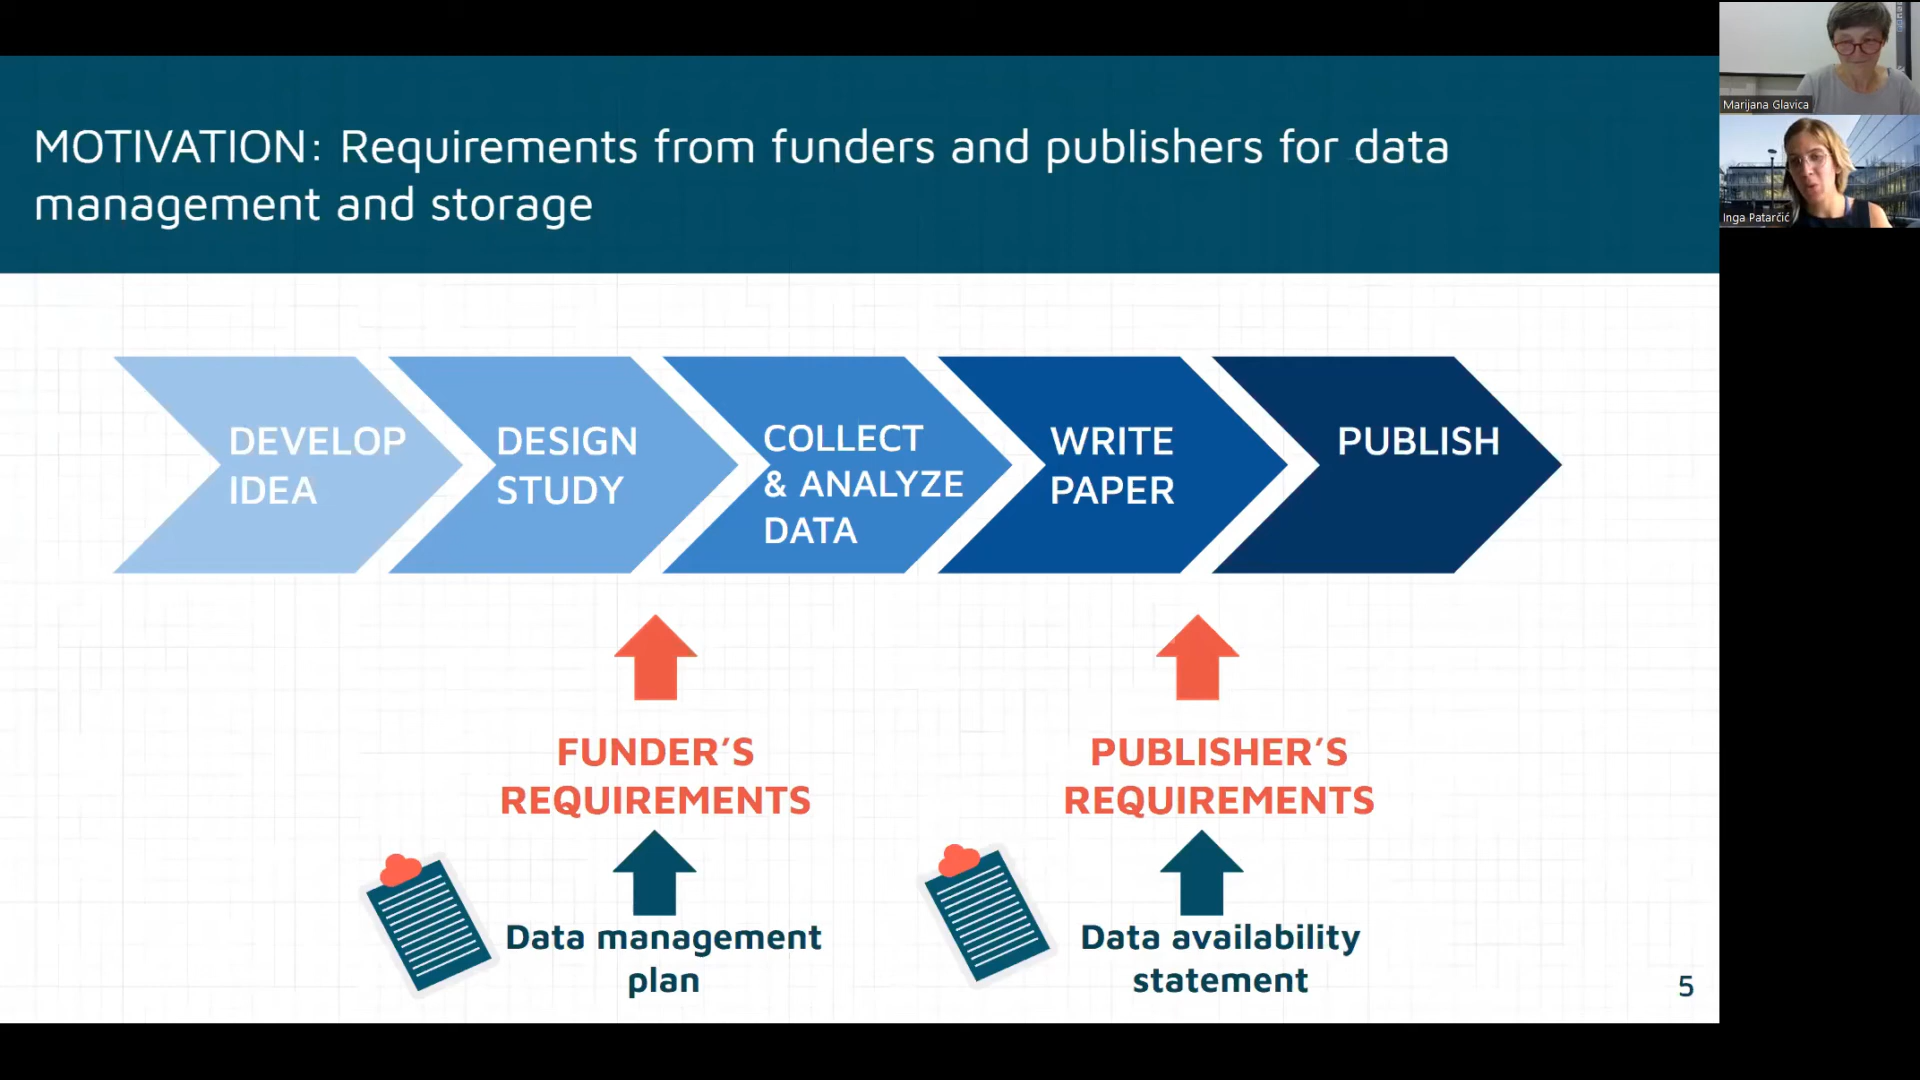 MOTIVATION: Requirements from funders and publishers for data
management and storage
DEVELOP
IDEA
DESIGN
STUDY
COLLECT
& ANALYZE
DATA
WRITE
PAPER
PUBLISH
FUNDER’S
REQUIREMENTS
PUBLISHER’S
REQUIREMENTS
Data management
plan
Data availability
statement
5
Marijana Glavica
Inga Patarčić